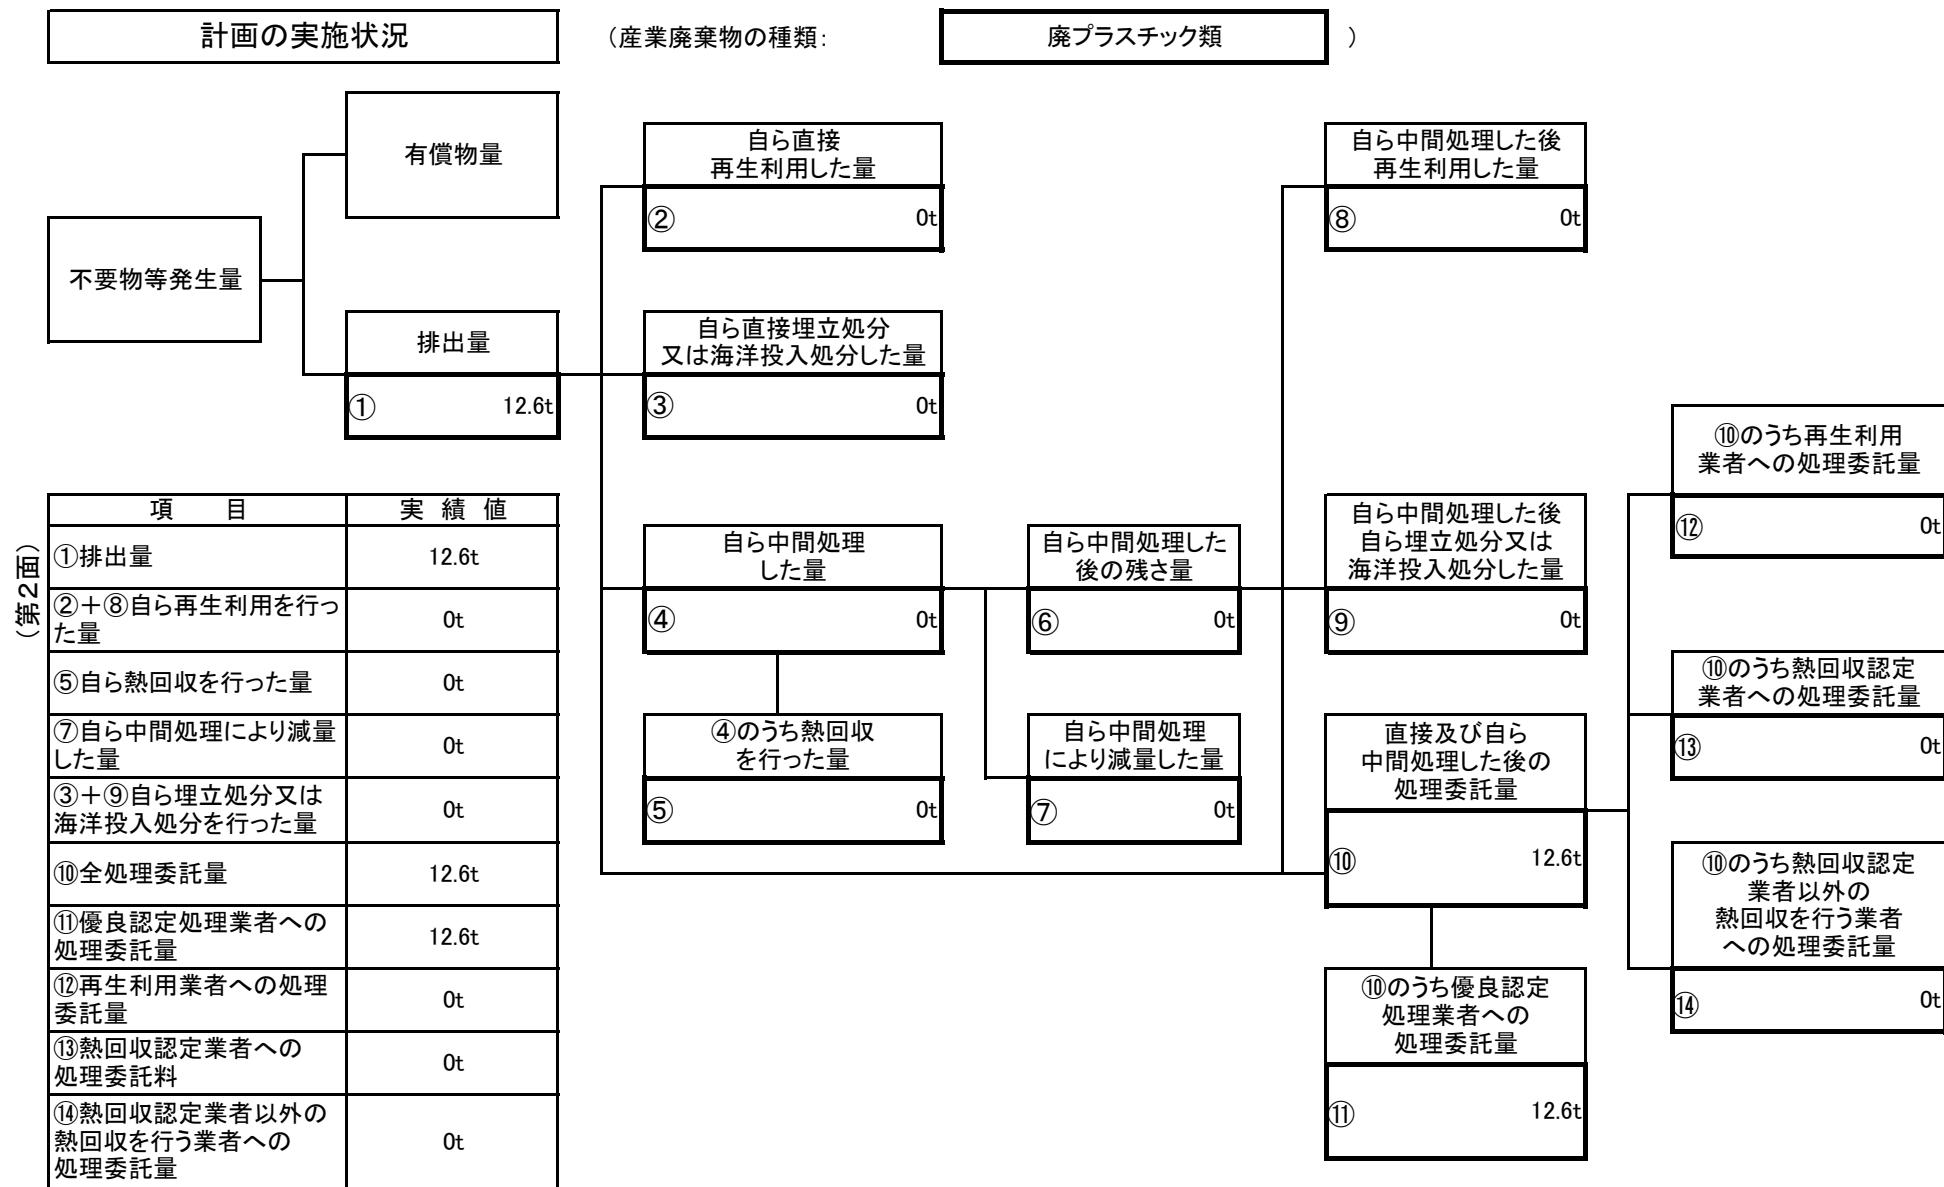 計画の実施状況
（産業廃棄物の種類：
廃プラスチック類
）
有償物量
不要物等発生量
排出量
①
12.6t
自ら直接
再生利用した量
②
0t
自ら直接埋立処分
又は海洋投入処分した量
③
0t
自ら中間処理
した量
④
0t
④のうち熱回収
を行った量
⑤
0t
自ら中間処理した
後の残さ量
⑥
0t
自ら中間処理
により減量した量
⑦
0t
自ら中間処理した後
再生利用した量
⑧
0t
自ら中間処理した後
自ら埋立処分又は
海洋投入処分した量
⑨
0t
直接及び自ら
中間処理した後の
処理委託量
⑩
12.6t
⑩のうち優良認定
処理業者への
処理委託量
⑪
12.6t
⑩のうち再生利用
業者への処理委託量
⑫
0t
⑩のうち熱回収認定
業者への処理委託量
⑬
0t
⑩のうち熱回収認定
業者以外の
熱回収を行う業者
への処理委託量
⑭
0t
（第２面）
項　目
実 績 値
①排出量
12.6t
②＋⑧自ら再生利用を行っ
た量
0t
⑤自ら熱回収を行った量
0t
⑦自ら中間処理により減量
した量
0t
③＋⑨自ら埋立処分又は
海洋投入処分を行った量
0t
⑩全処理委託量
12.6t
⑪優良認定処理業者への
処理委託量
12.6t
⑫再生利用業者への処理
委託量
0t
⑬熱回収認定業者への
処理委託料
0t
⑭熱回収認定業者以外の
熱回収を行う業者への
処理委託量
0t